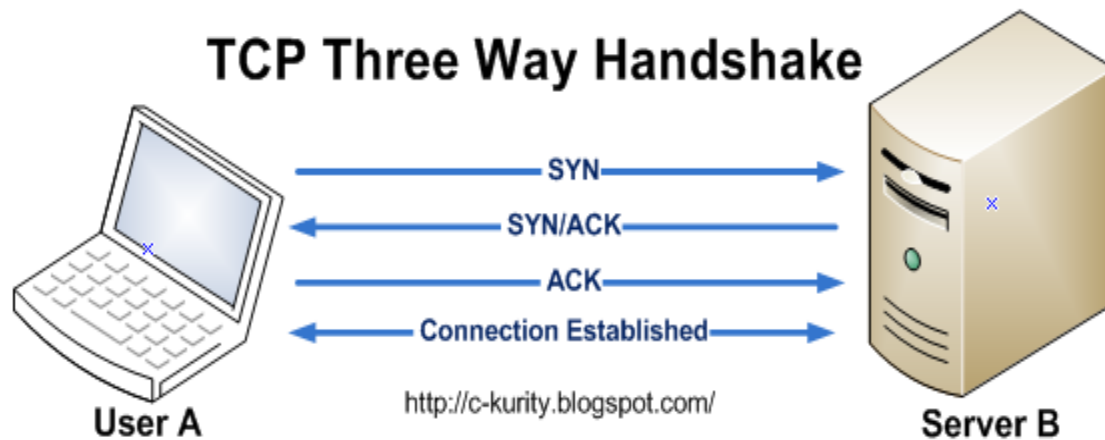 TCP Three Way Handshake
SYN
SYN/ACK
ACK
Connection Established
http://c-kurity.blogspot.com/
User A
Server B